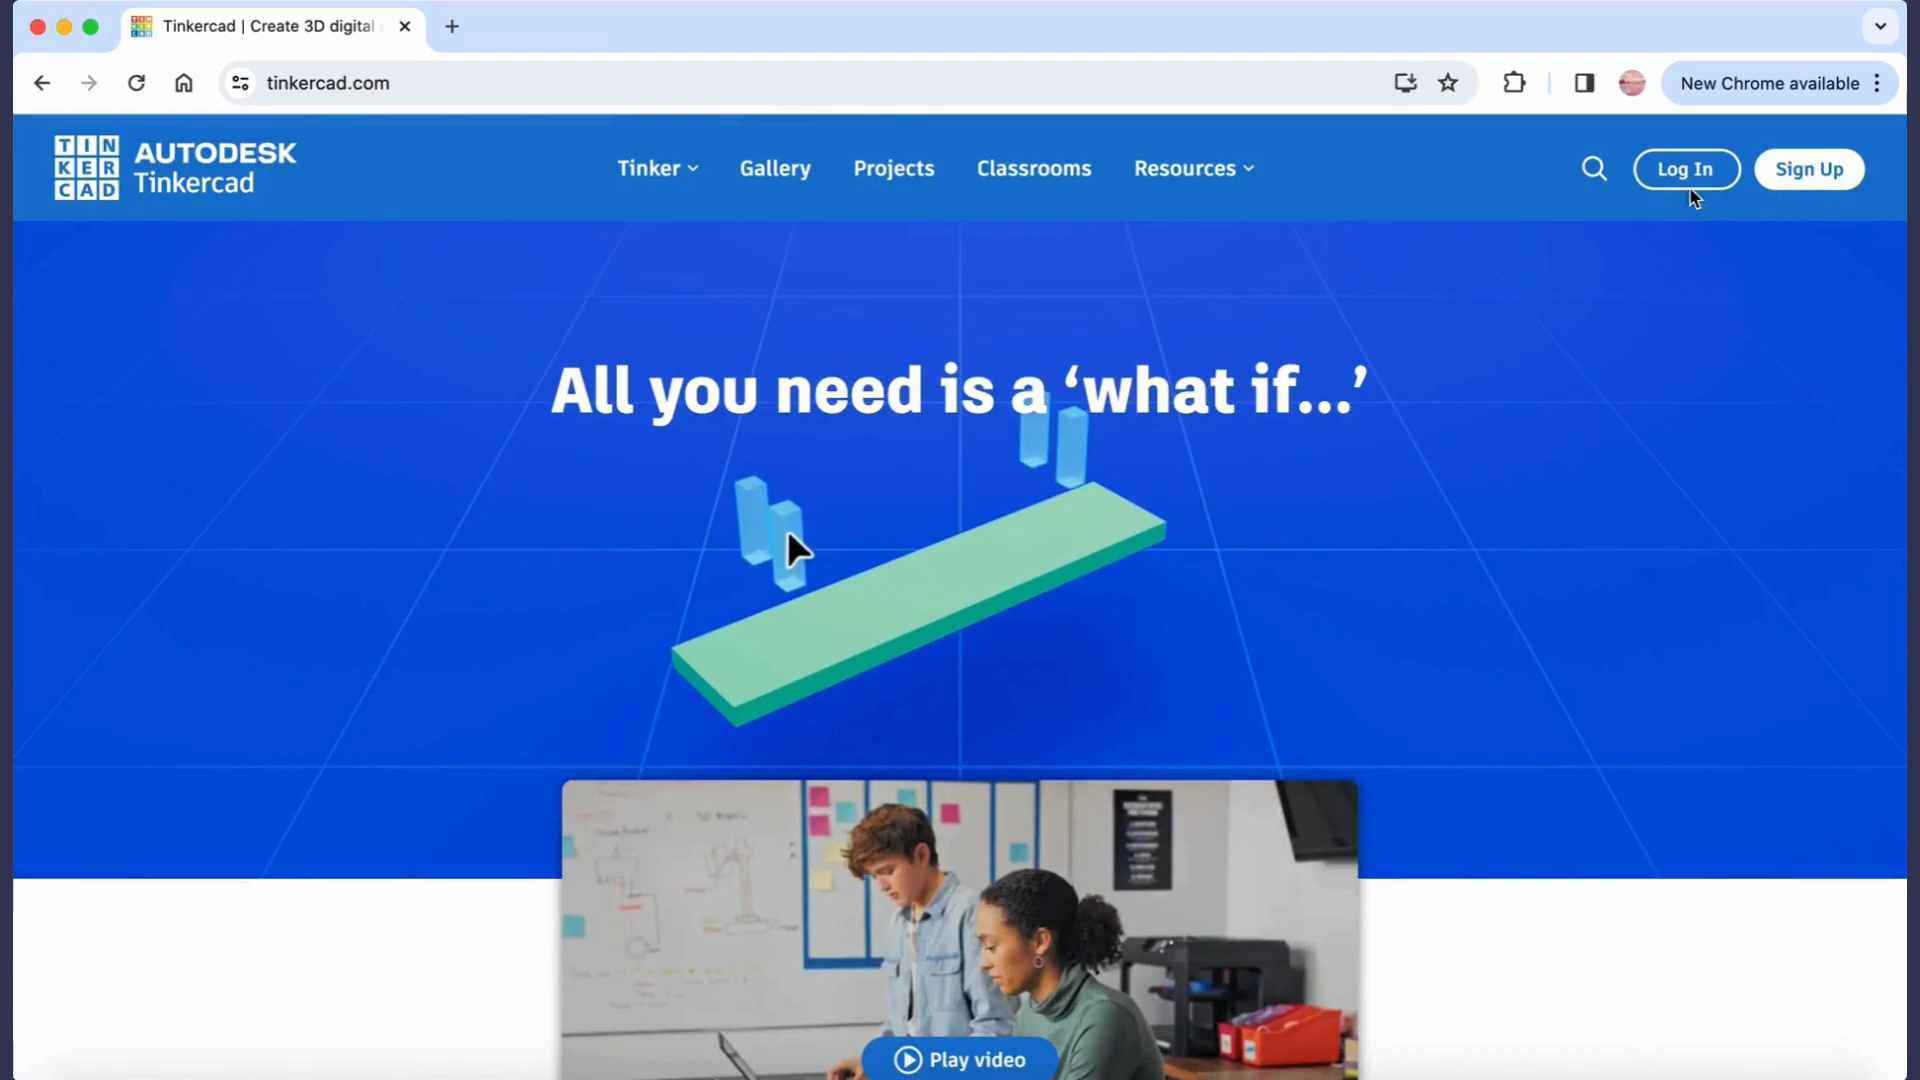 Tinkercad | Create 3D digital
tinkercad.com
New Chrome available
TIN
KER
CAD
AUTODESK
Tinkercad
Tinker
Gallery
Projects
Classrooms
Resources
Log In
Sign Up
All you need is a ‘what if...’
Play video